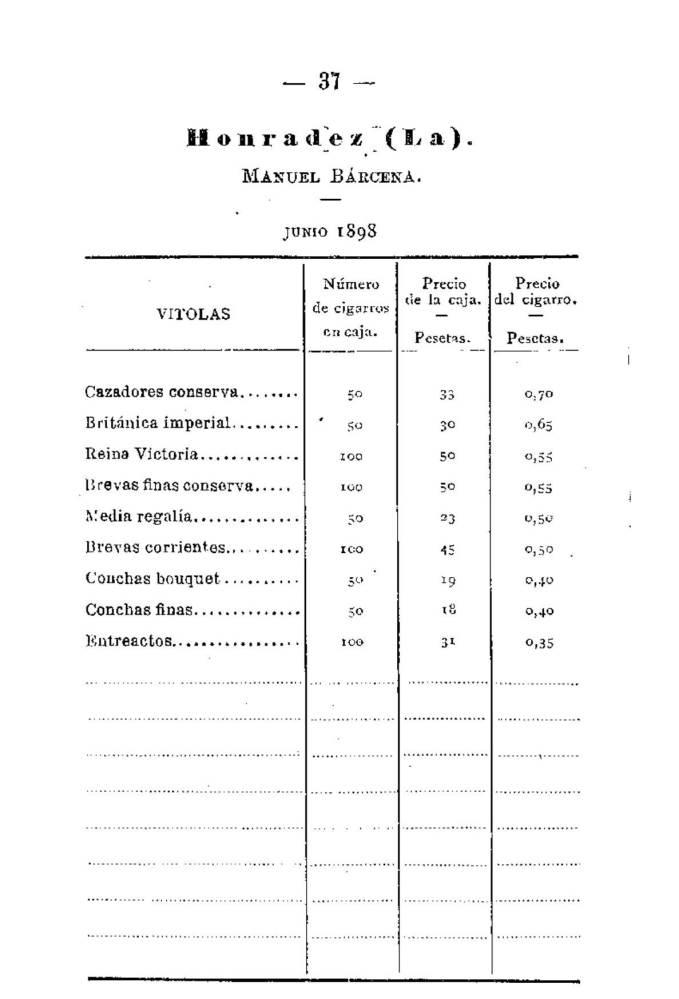 — 37 —
Honradez (La).
MANUEL BÁRCENA.
JUNIO 1898
VITOLAS Número de cigarros en caja. Precio de la caja. — Pesetas. Precio del cigarro. — Pesetas.
Cazadores conserva........ 50 33 0,70
Británica imperial......... 50 30 0,65
Reina Victoria............. 100 50 0,55
Brevas finas conserva..... 100 50 0,55
Media regalía.............. 50 23 0,50
Brevas corrientes.......... 100 45 0,50
Conchas bouquet.......... 50 19 0,40
Conchas finas.............. 50 18 0,40
Entreactos................. 100 31 0,35